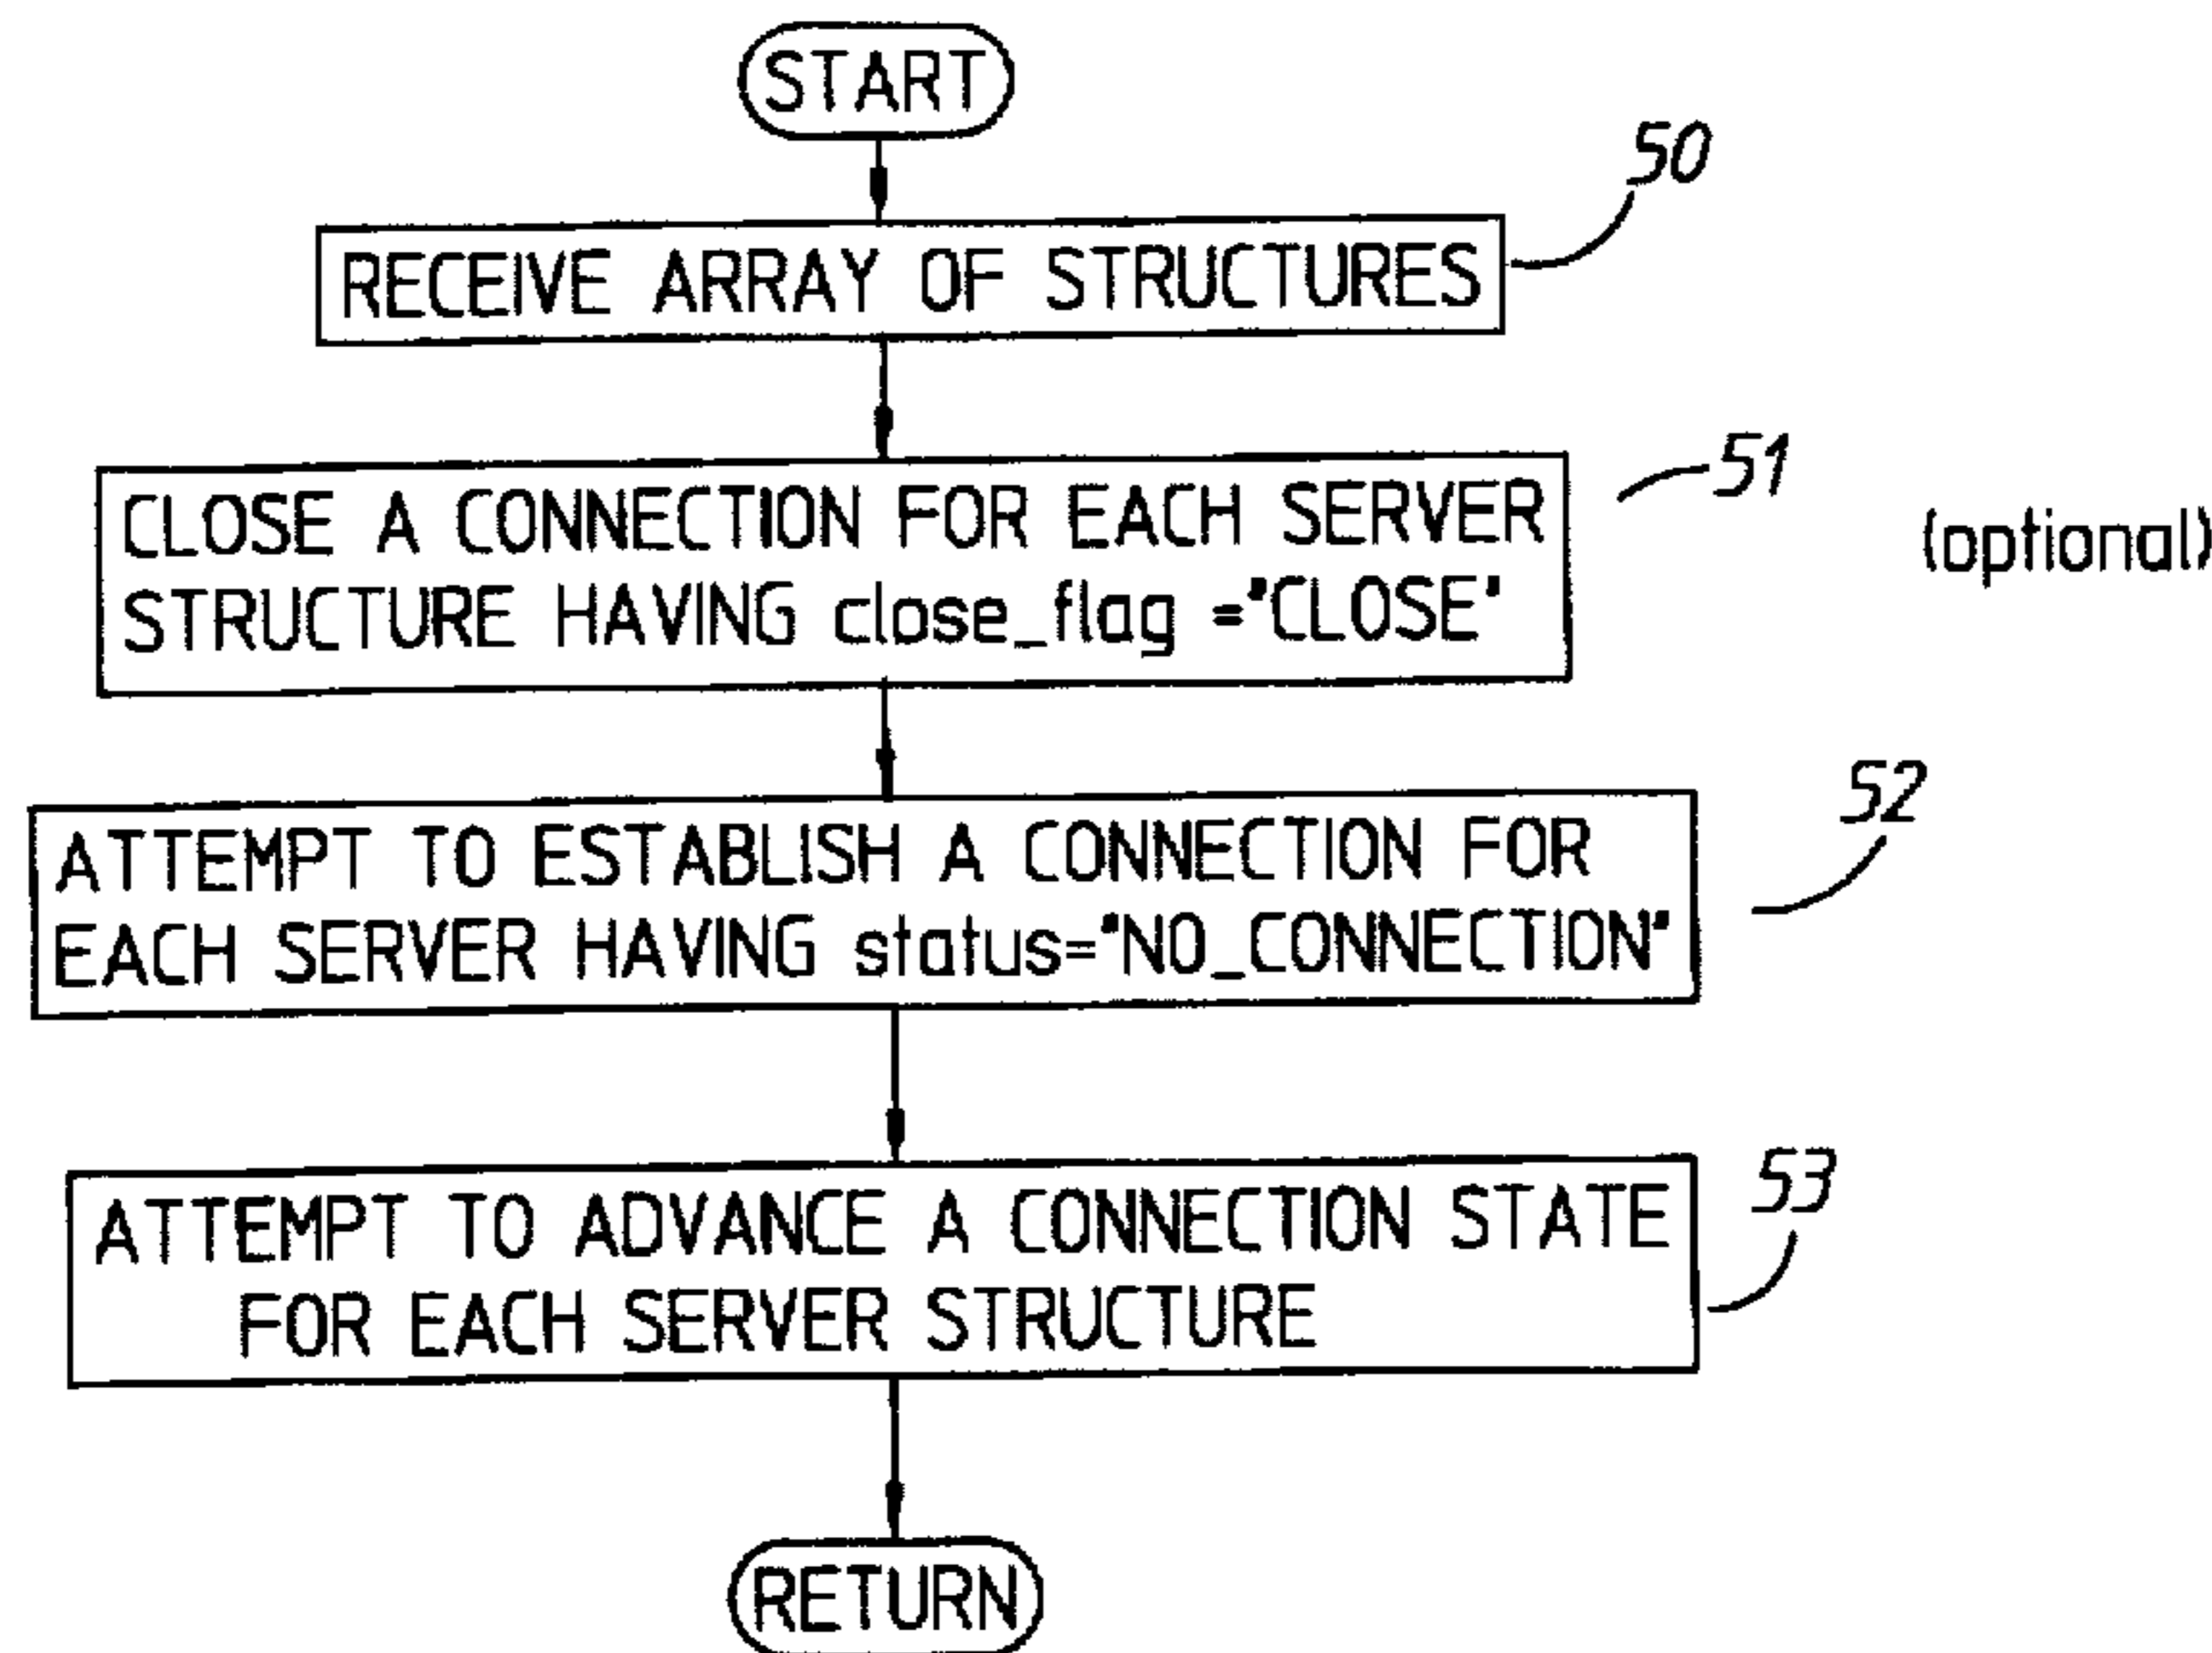 START
50
RECEIVE ARRAY OF STRUCTURES
51
(optional)
CLOSE A CONNECTION FOR EACH SERVER
STRUCTURE HAVING close_flag ="CLOSE"
52
ATTEMPT TO ESTABLISH A CONNECTION FOR
EACH SERVER HAVING status="NO_CONNECTION"
53
ATTEMPT TO ADVANCE A CONNECTION STATE
FOR EACH SERVER STRUCTURE
RETURN